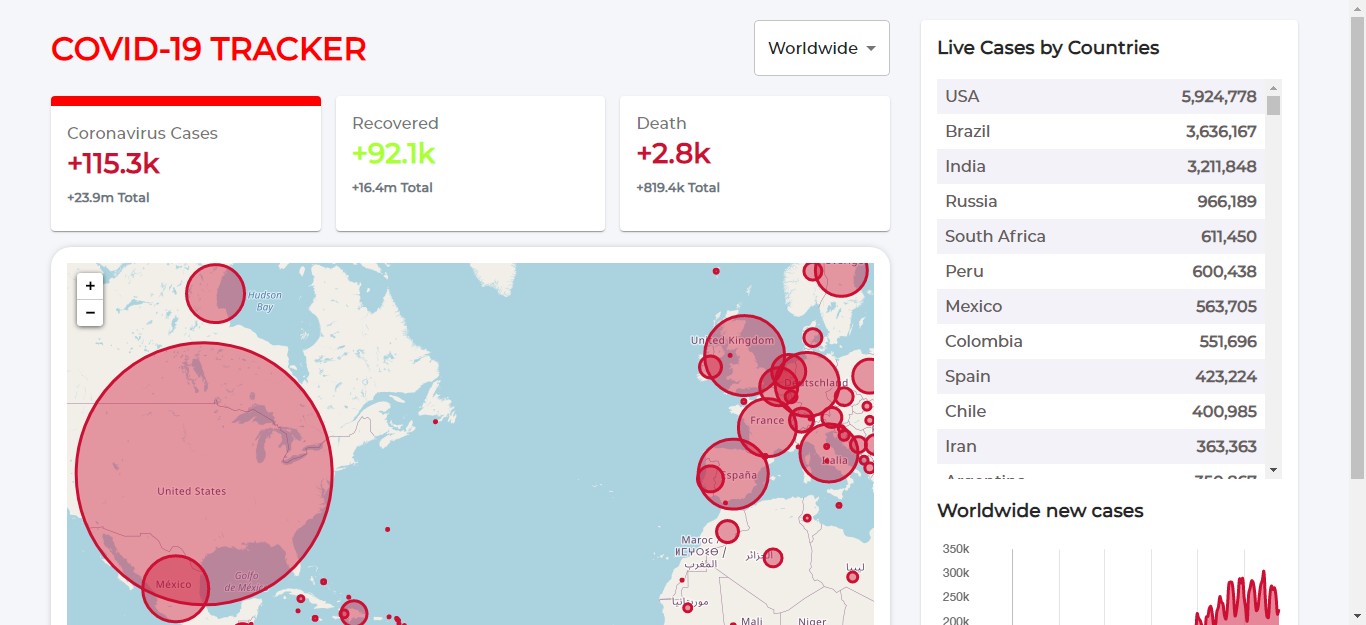 COVID-19 TRACKER
Worldwide
Coronavirus Cases
+115.3k
+23.9m Total
Recovered
+92.1k
+16.4m Total
Death
+2.8k
+819.4k Total
+
−
Hudson
Bay
United Kingdom
Deutschland
France
Italia
España
United States
México
Golfo
de México
Maroc /
ⵍⵎⵖⵔⵉⴱ /
المغرب
الجزائر
ليبيا
موريتانيا
Mali
Niger
Live Cases by Countries
USA 5,924,778
Brazil 3,636,167
India 3,211,848
Russia 966,189
South Africa 611,450
Peru 600,438
Mexico 563,705
Colombia 551,696
Spain 423,224
Chile 400,985
Iran 363,363
Argentina 350,867
Worldwide new cases
350k
300k
250k
200k